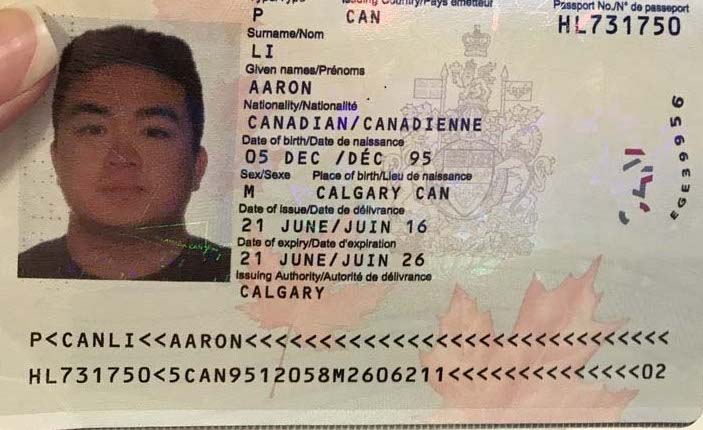 Issuing Country/Pays émetteur Passport No./N° de passeport
P CAN HL731750
Surname/Nom
LI
Given names/Prénoms
AARON
Nationality/Nationalité
CANADIAN/CANADIENNE
Date of birth/Date de naissance
05 DEC /DÉC 95
Sex/Sexe Place of birth/Lieu de naissance
M CALGARY CAN
Date of issue/Date de délivrance
21 JUNE/JUIN 16
Date of expiry/Date d'expiration
21 JUNE/JUIN 26
Issuing Authority/Autorité de délivrance
CALGARY
P<CANLI<<AARON<<<<<<<<<<<<<<<<<<<<<<<<<<<<<<
HL731750<5CAN9512058M2606211<<<<<<<<<<<<<<02